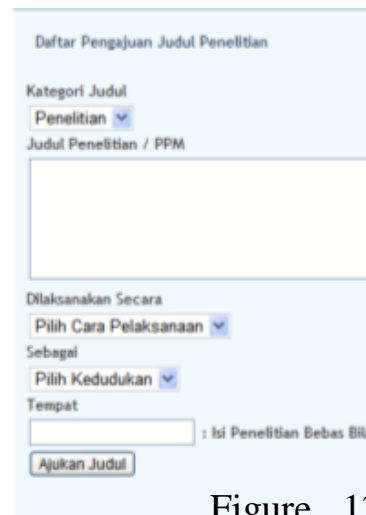 Daftar Pengajuan Judul Penelitian
Kategori Judul
Penelitian
Judul Penelitian / PPM
Dilaksanakan Secara
Pilih Cara Pelaksanaan
Sebagai
Pilih Kedudukan
Tempat
: Isi Penelitian Bebas
Ajukan Judul
Figure